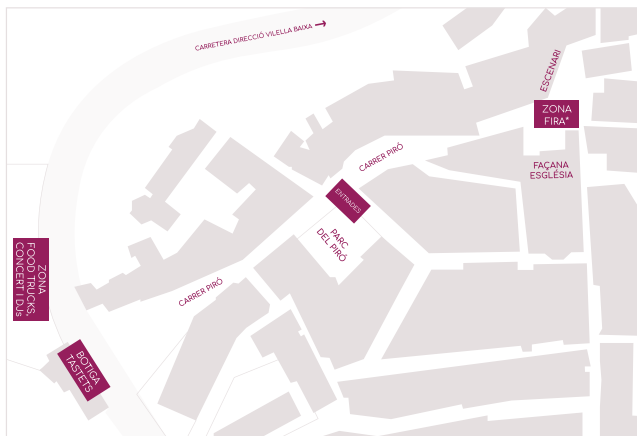 CARRETERA DIRECCIÓ VILELLA BAIXA →
ESCENARI
ZONA
FIRA*
CARRER PIRÓ
FAÇANA
ESGLÉSIA
ENTRADES
PARC
DEL PIRÓ
ZONA
FOOD TRUCKS,
CONCERT I DJs
CARRER PIRÓ
BOTIGA
TASTETS